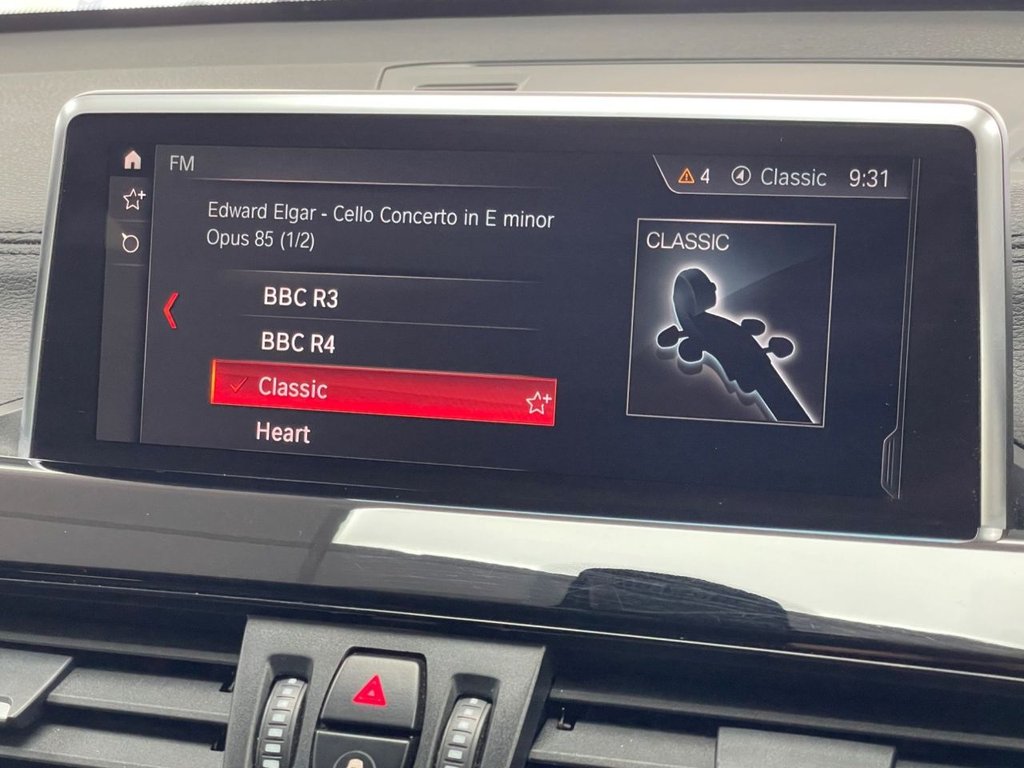 FM
4 Classic 9:31
Edward Elgar - Cello Concerto in E minor
Opus 85 (1/2)
CLASSIC
BBC R3
BBC R4
Classic
Heart